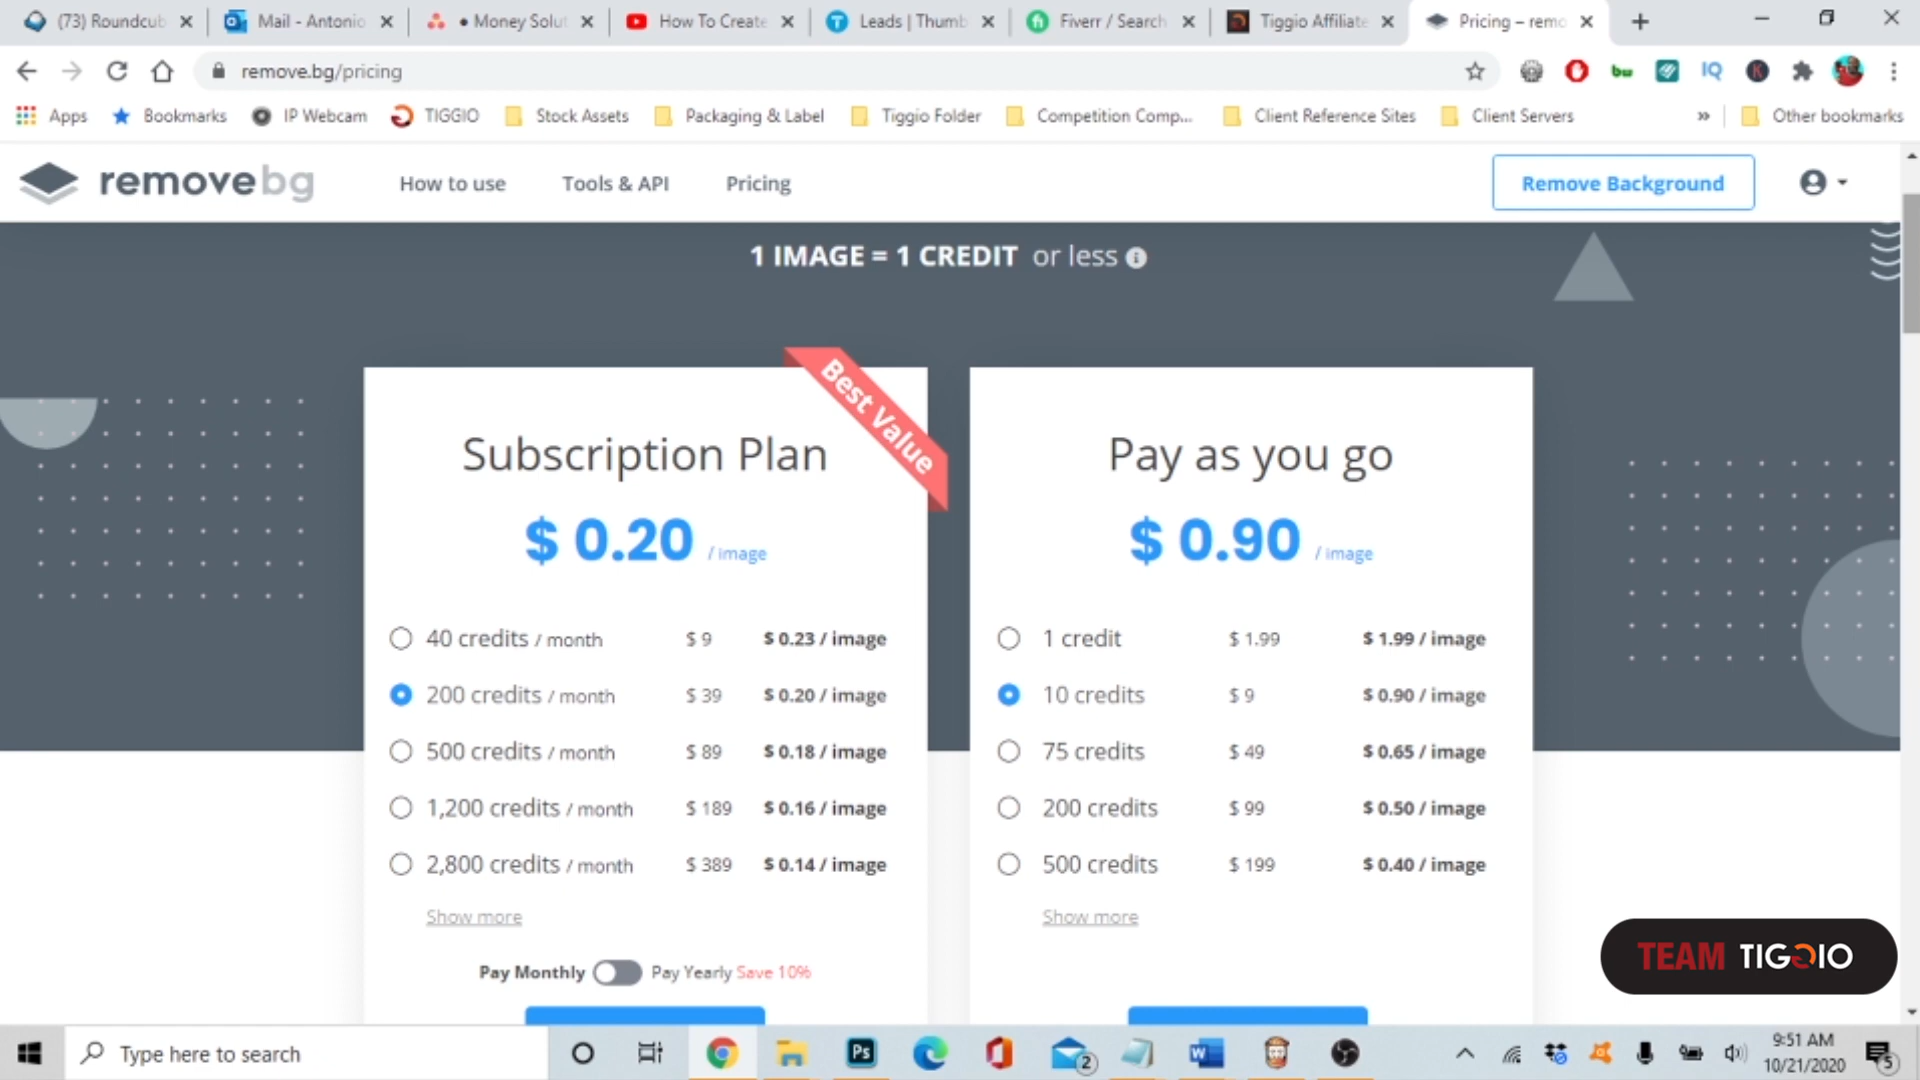 (73) Roundcub
Mail - Antonio
• Money Solut
How To Create
Leads | Thumb
Fiverr / Search
Tiggio Affiliate
Pricing – remo
remove.bg/pricing
IQ
K
Apps
Bookmarks
IP Webcam
TIGGIO
Stock Assets
Packaging & Label
Tiggio Folder
Competition Comp...
Client Reference Sites
Client Servers
»
Other bookmarks
removebg
How to use
Tools & API
Pricing
Remove Background
1 IMAGE = 1 CREDIT or less
Best Value
Subscription Plan
$ 0.20 / image
40 credits / month $ 9 $ 0.23 / image
200 credits / month $ 39 $ 0.20 / image
500 credits / month $ 89 $ 0.18 / image
1,200 credits / month $ 189 $ 0.16 / image
2,800 credits / month $ 389 $ 0.14 / image
Show more
Pay Monthly Pay Yearly Save 10%
Pay as you go
$ 0.90 / image
1 credit $ 1.99 $ 1.99 / image
10 credits $ 9 $ 0.90 / image
75 credits $ 49 $ 0.65 / image
200 credits $ 99 $ 0.50 / image
500 credits $ 199 $ 0.40 / image
Show more
TEAM TIGGIO
Type here to search
Ps
2
W
9:51 AM
10/21/2020
5